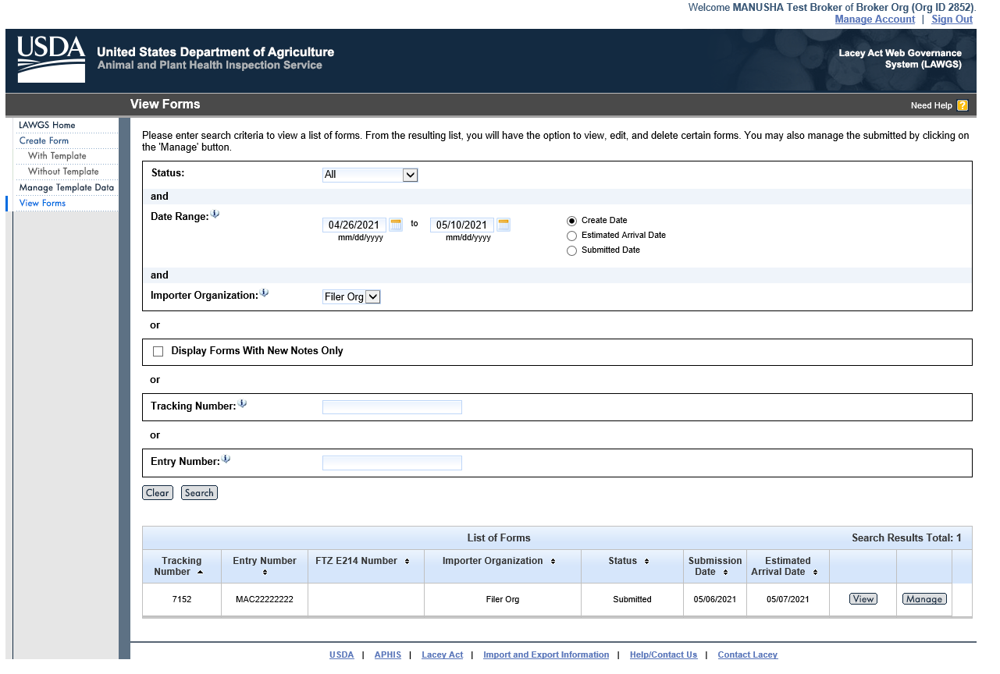 Welcome MANUSHA Test Broker of Broker Org (Org ID 2852).
Manage Account | Sign Out
USDA
United States Department of Agriculture
Animal and Plant Health Inspection Service
Lacey Act Web Governance
System (LAWGS)
View Forms
Need Help ?
LAWGS Home
Create Form
With Template
Without Template
Manage Template Data
View Forms
Please enter search criteria to view a list of forms. From the resulting list, you will have the option to view, edit, and delete certain forms. You may also manage the submitted by clicking on
the 'Manage' button.
Status: All
and
Date Range: 04/26/2021 to 05/10/2021
mm/dd/yyyy mm/dd/yyyy
Create Date
Estimated Arrival Date
Submitted Date
and
Importer Organization: Filer Org
or
Display Forms With New Notes Only
or
Tracking Number:
or
Entry Number:
Clear Search
List of Forms Search Results Total: 1
Tracking Number Entry Number FTZ E214 Number Importer Organization Status Submission Date Estimated Arrival Date
7152 MAC22222222 Filer Org Submitted 05/06/2021 05/07/2021 View Manage
USDA | APHIS | Lacey Act | Import and Export Information | Help/Contact Us | Contact Lacey